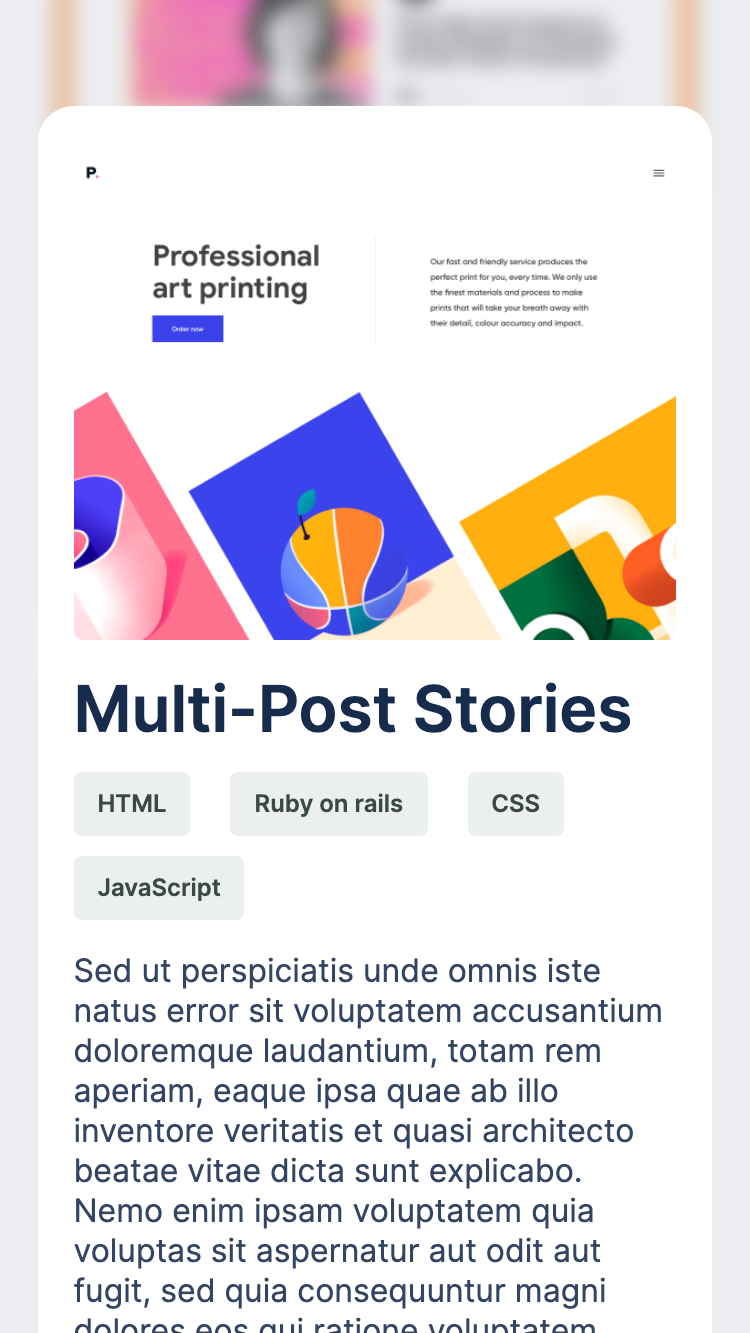 P.
Professional
art printing
Order now
Our fast and friendly service produces the
perfect print for you, every time. We only use
the finest materials and process to make
prints that will take your breath away with
their detail, colour accuracy and impact.
Multi-Post Stories
HTML
Ruby on rails
CSS
JavaScript
Sed ut perspiciatis unde omnis iste
natus error sit voluptatem accusantium
doloremque laudantium, totam rem
aperiam, eaque ipsa quae ab illo
inventore veritatis et quasi architecto
beatae vitae dicta sunt explicabo.
Nemo enim ipsam voluptatem quia
voluptas sit aspernatur aut odit aut
fugit, sed quia consequuntur magni
dolores eos qui ratione voluptatem